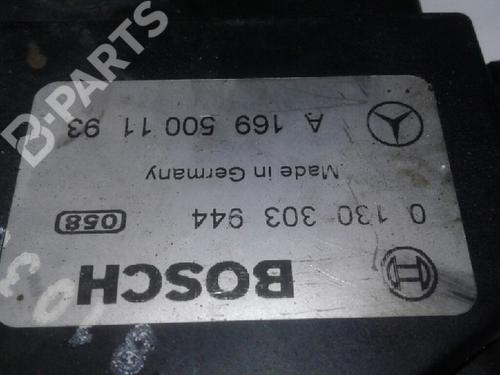 BOSCH
0 130 303 944 058
Made in Germany
A 169 500 11 93
B-PARTS